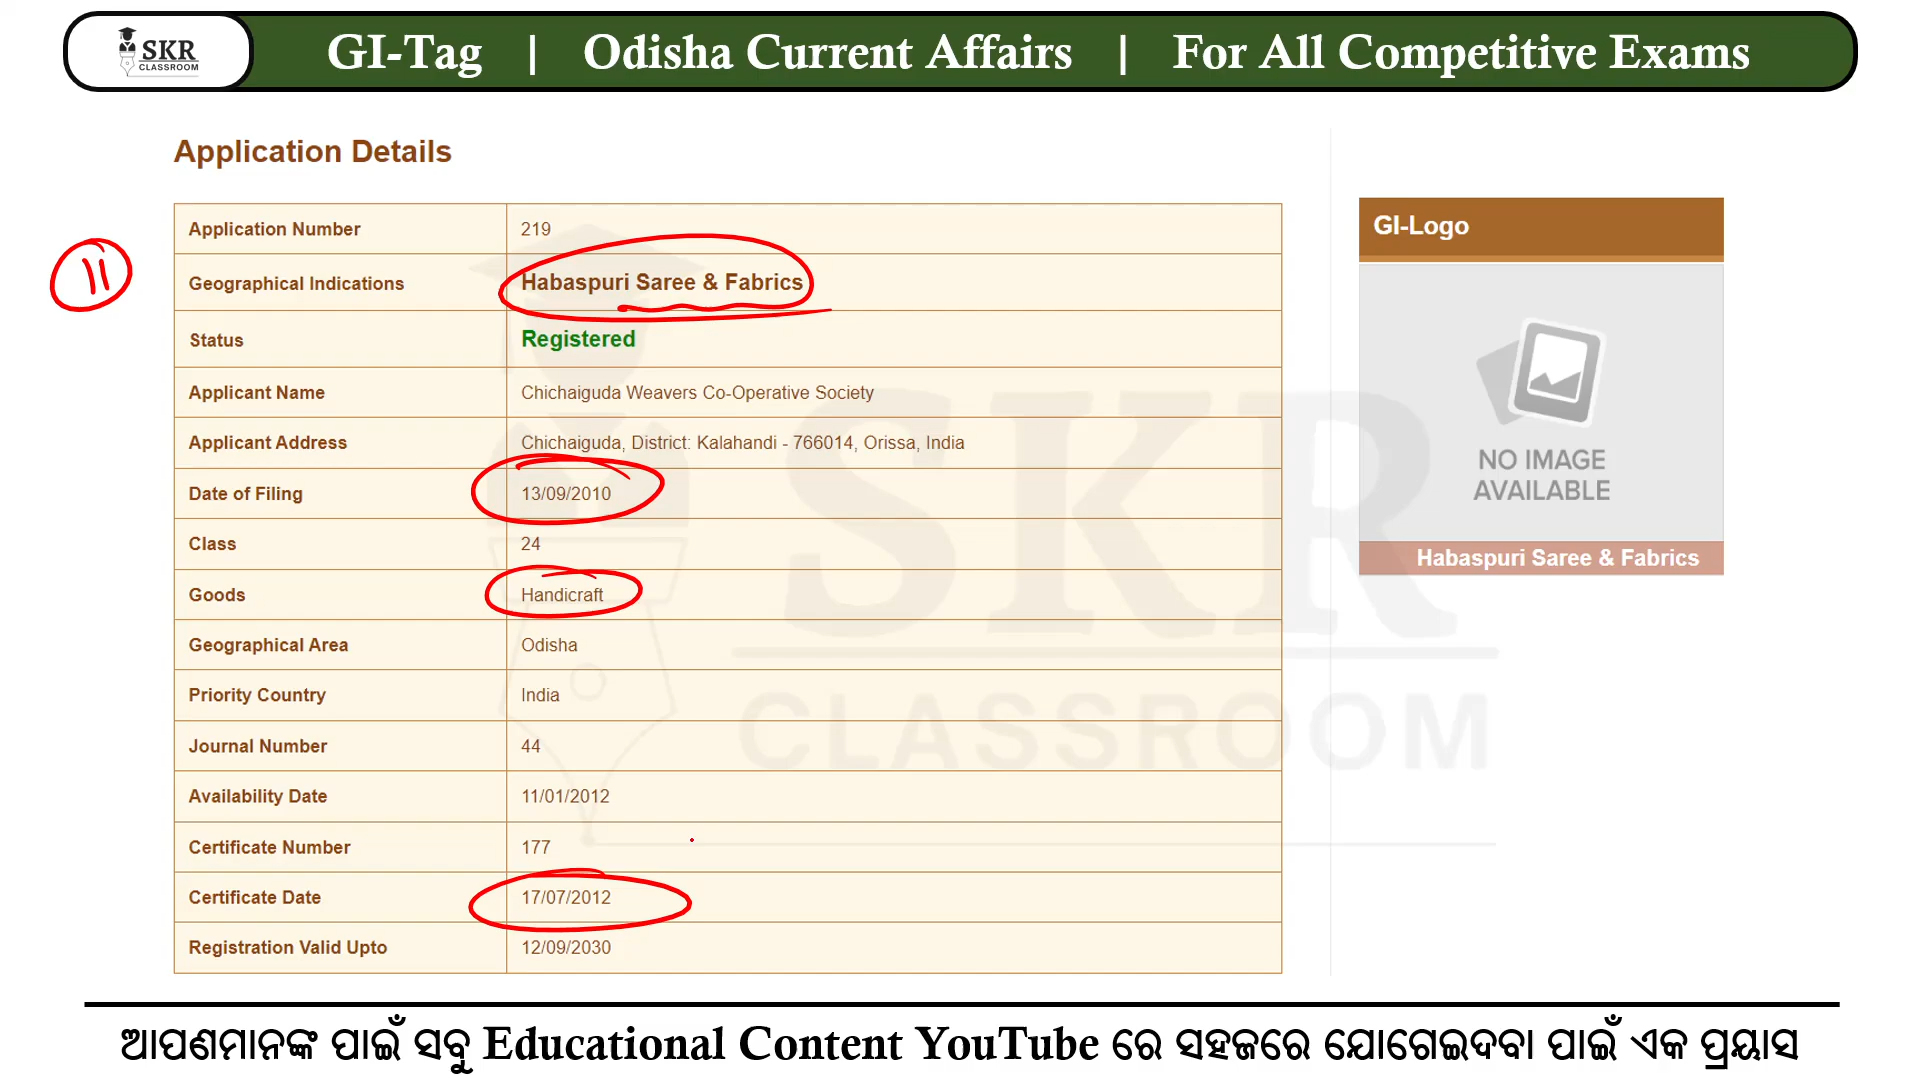 SKR
CLASSROOM
GI-Tag | Odisha Current Affairs | For All Competitive Exams
Application Details
11
Application Number 219
Geographical Indications Habaspuri Saree & Fabrics
Status Registered
Applicant Name Chichaiguda Weavers Co-Operative Society
Applicant Address Chichaiguda, District: Kalahandi - 766014, Orissa, India
Date of Filing 13/09/2010
Class 24
Goods Handicraft
Geographical Area Odisha
Priority Country India
Journal Number 44
Availability Date 11/01/2012
Certificate Number 177
Certificate Date 17/07/2012
Registration Valid Upto 12/09/2030
GI-Logo
NO IMAGE
AVAILABLE
Habaspuri Saree & Fabrics
SKR
CLASSROOM
ଆପଣମାନଙ୍କ ପାଇଁ ସବୁ Educational Content YouTube ରେ ସହଜରେ ଯୋଗେଇଦବା ପାଇଁ ଏକ ପ୍ରୟାସ